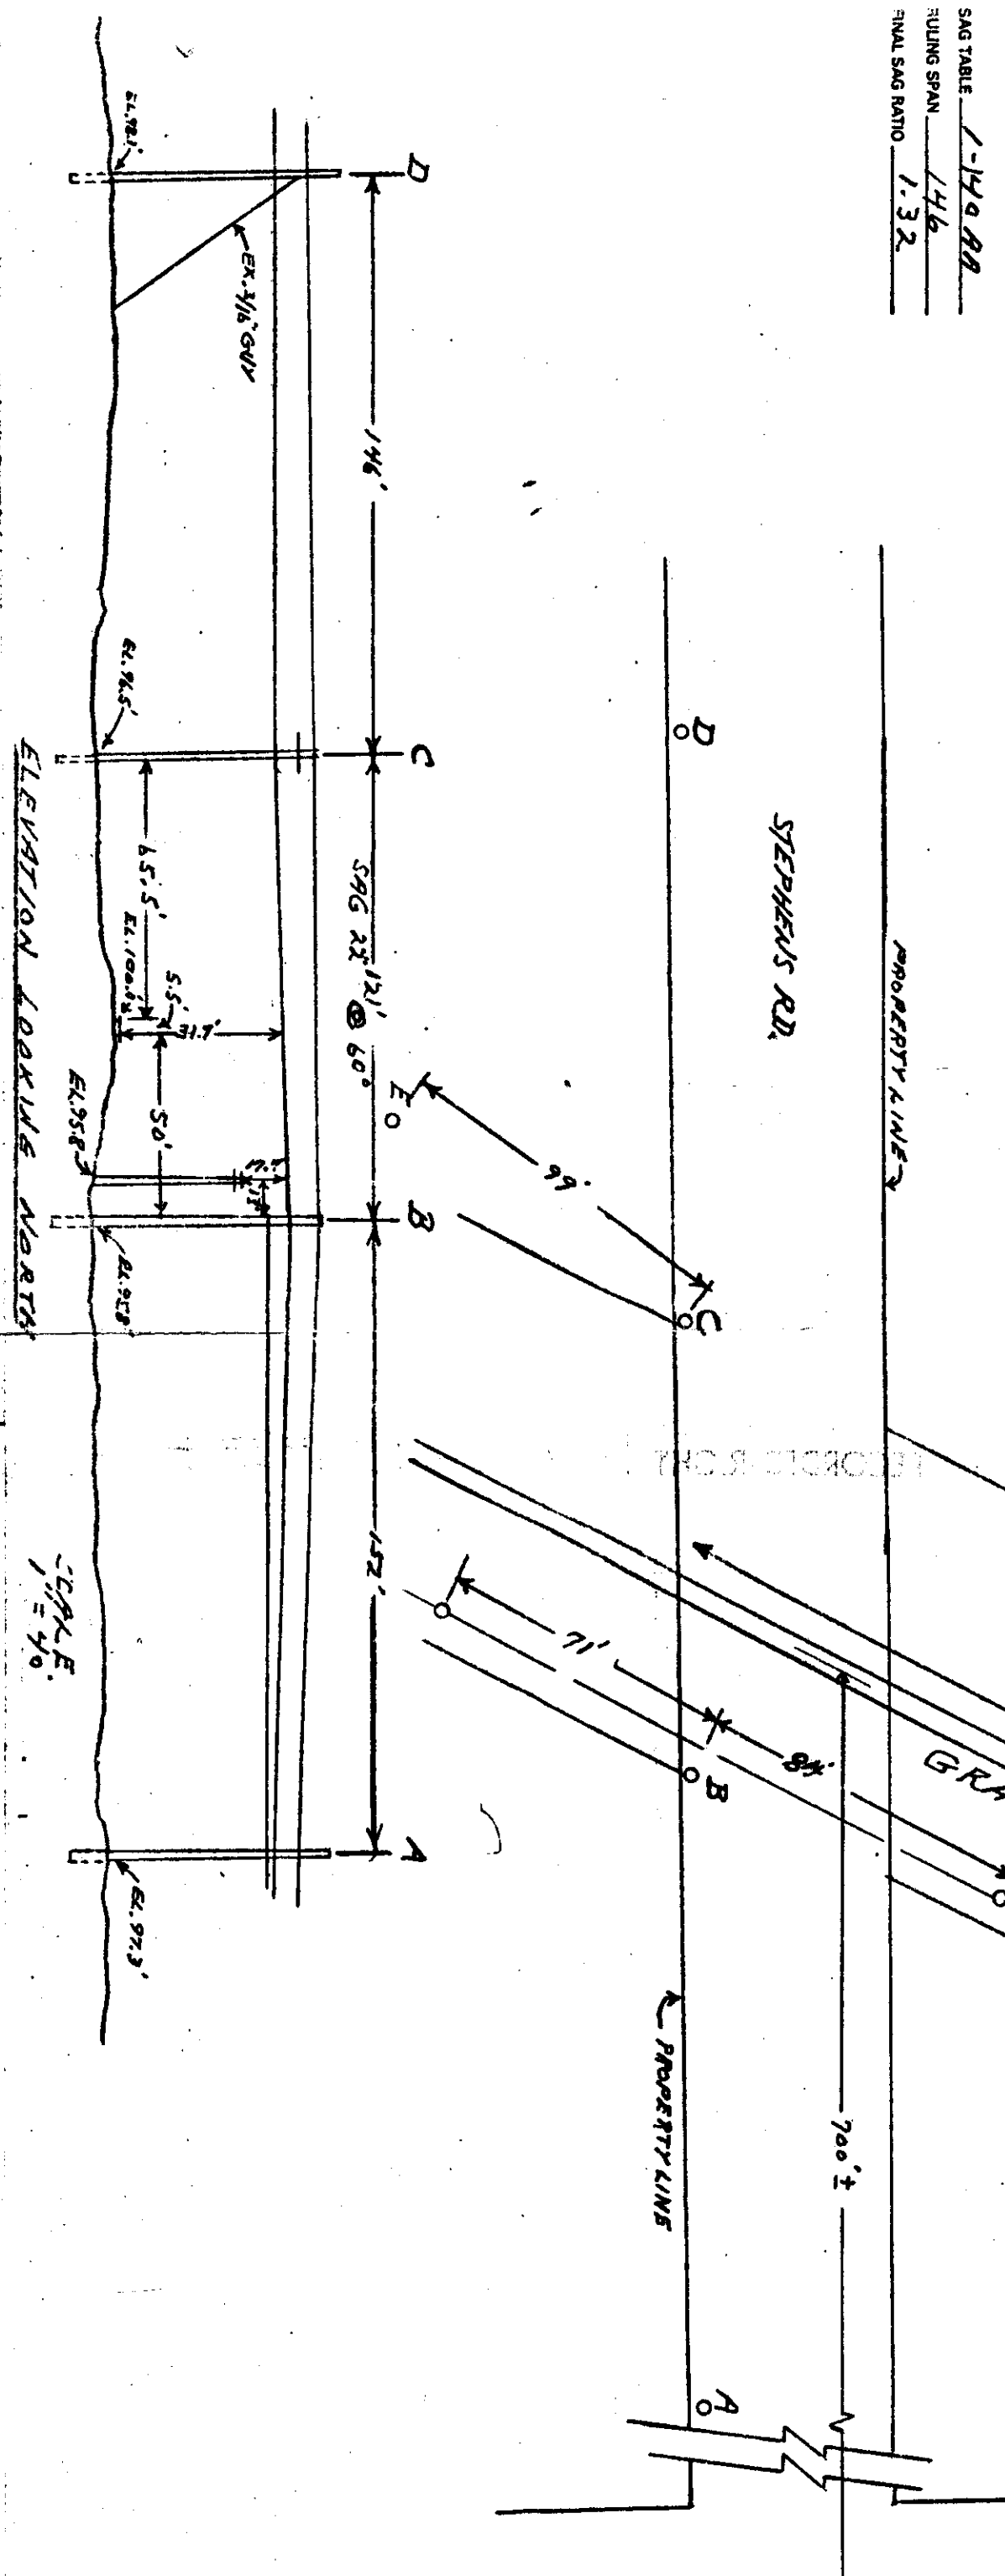 SAG TABLE 1-1/4 0 AA
RULING SPAN 146
FINAL SAG RATIO 1.32
PROPERTY LINE
STEPHENS RD.
D
C
B
A
E
99'
71'
84'
GRA
700'±
PROPERTY LINE
D
C
B
A
146'
121'
SAG 22" @ 60°
152'
EX. 3/16" GUY
EL. 96.5'
65.5'
5.5'
EL. 100.0'
31.7'
50'
EL. 95.8'
EL. 95.8'
EL. 97.3'
ELEVATION LOOKING NORTH
SCALE
1" = 40'